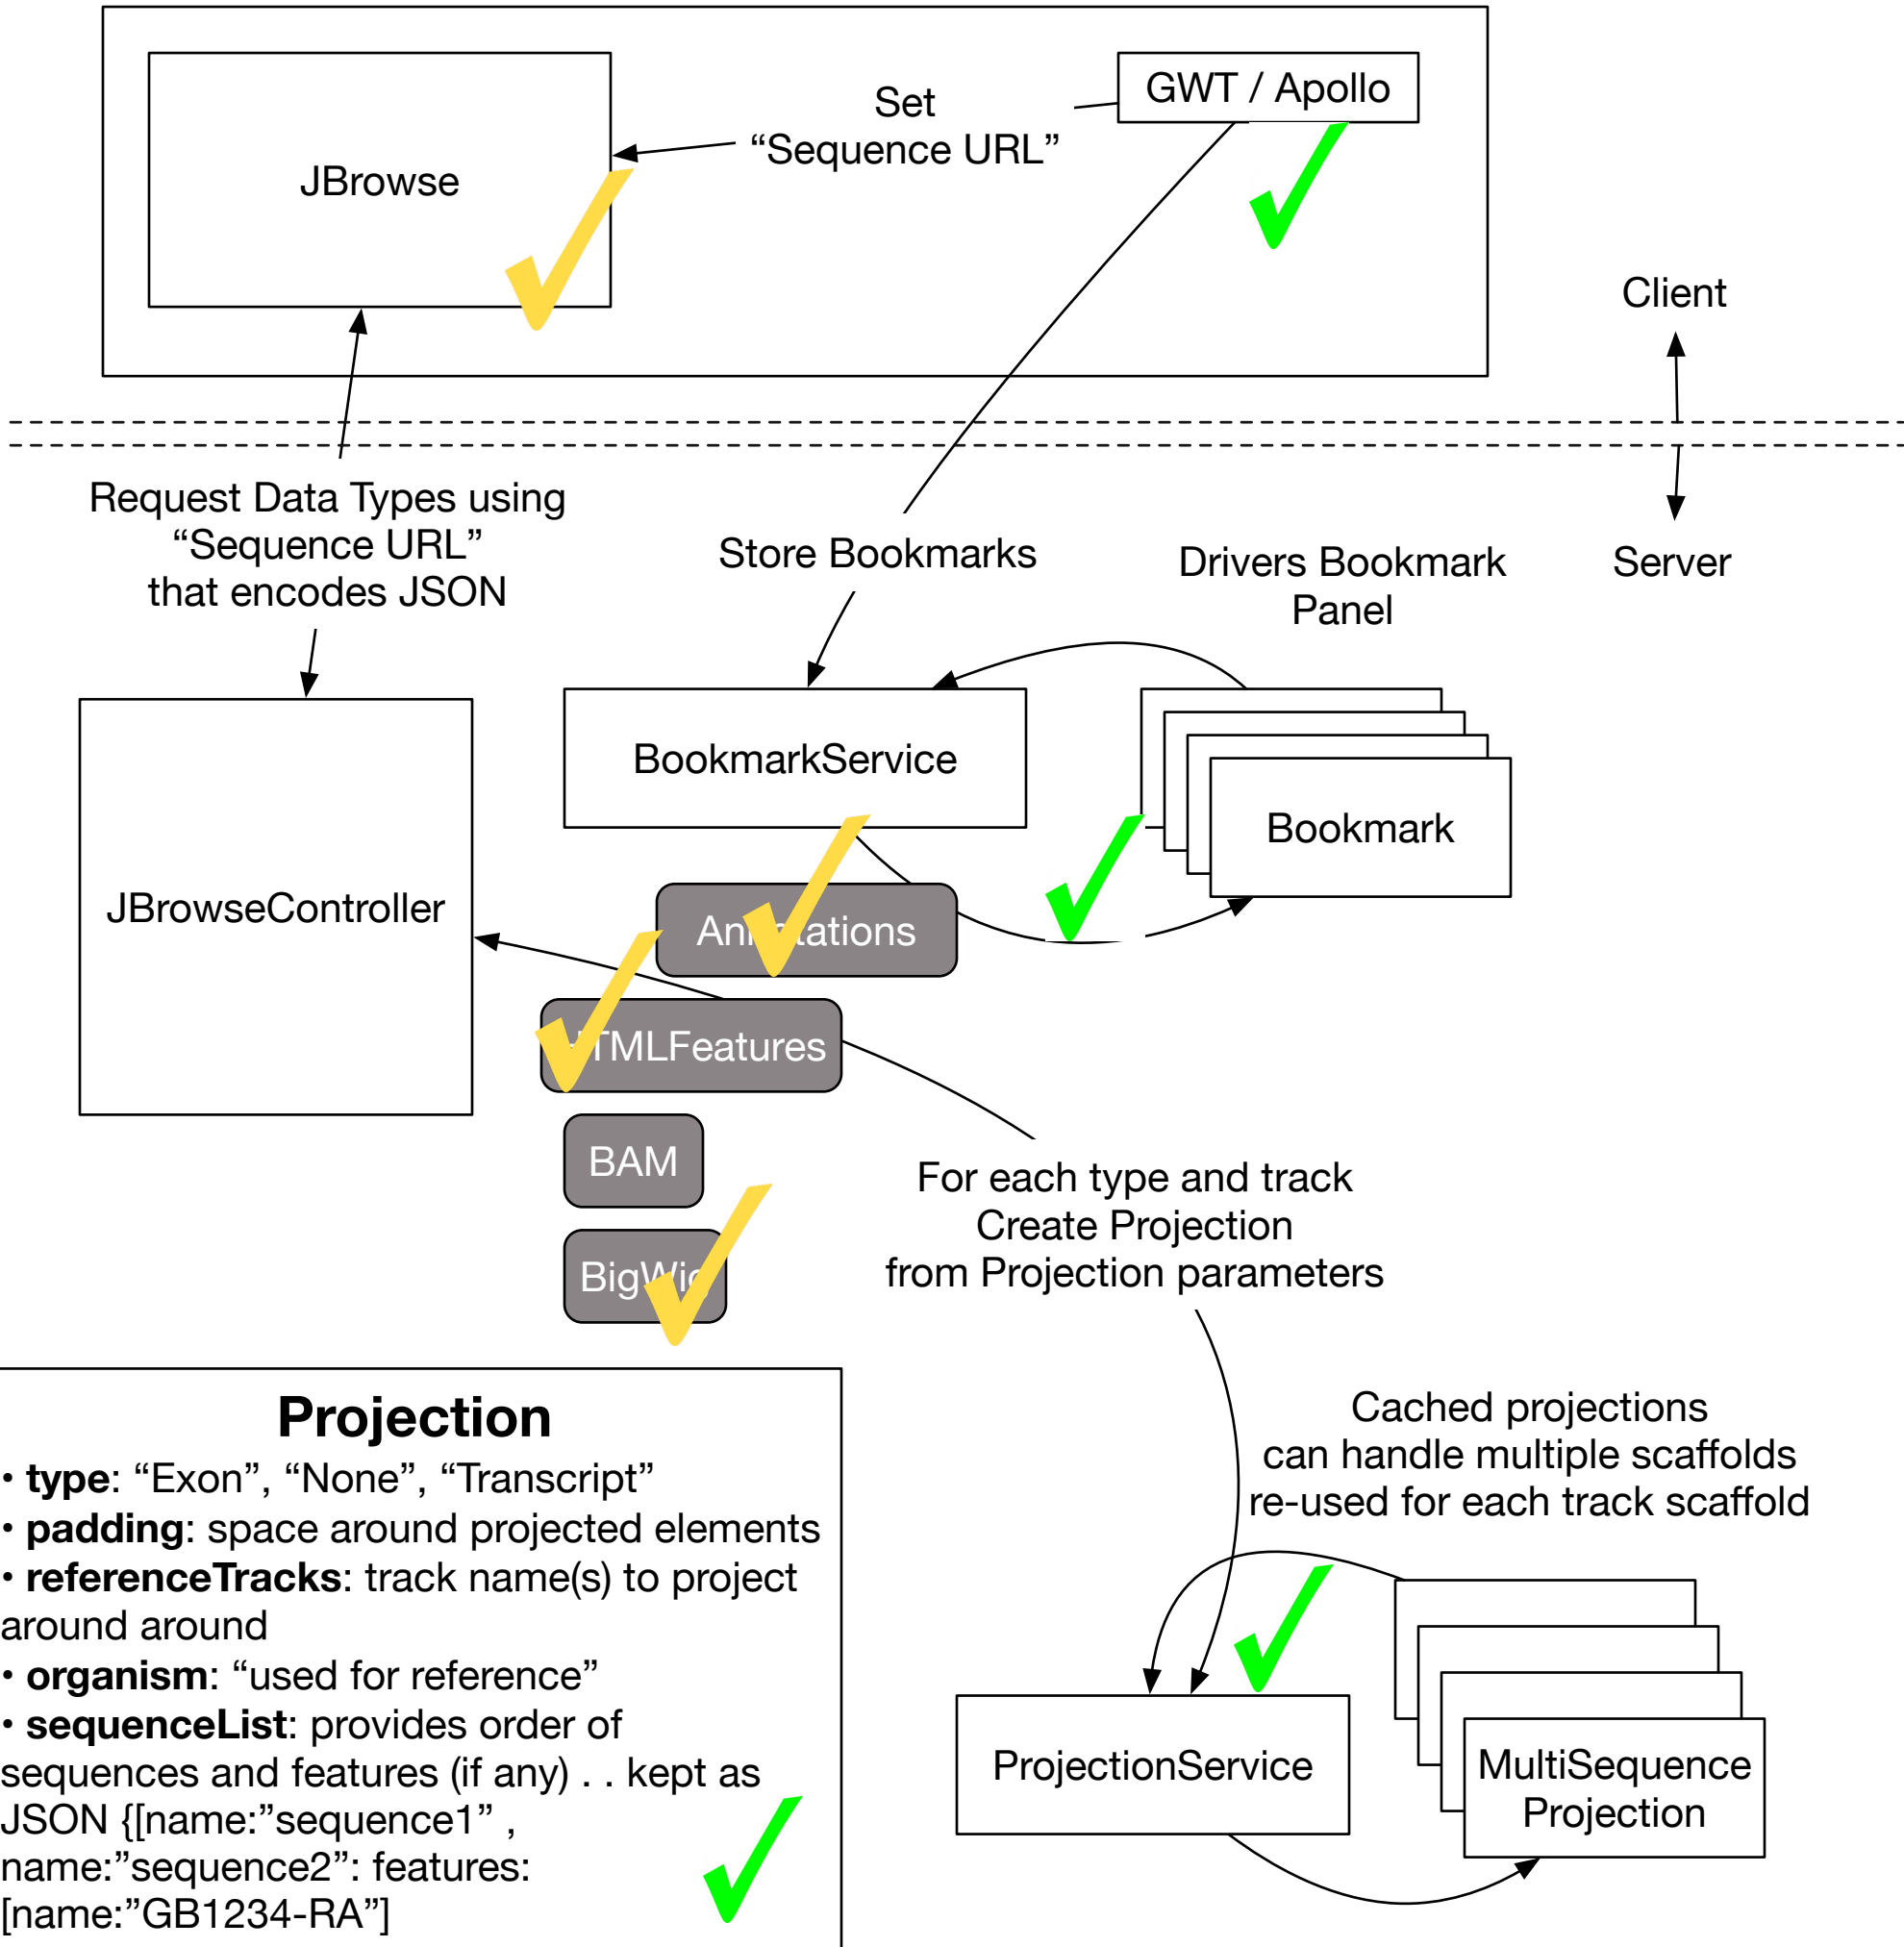 GWT / Apollo
Set
“Sequence URL”
JBrowse
Client
Request Data Types using
“Sequence URL”
that encodes JSON
Store Bookmarks
Drivers Bookmark
Panel
Server
BookmarkService
Bookmark
JBrowseController
Annotations
HTMLFeatures
BAM
BigWig
For each type and track
Create Projection
from Projection parameters
Projection
• type: “Exon”, “None”, “Transcript”
• padding: space around projected elements
• referenceTracks: track name(s) to project
around around
• organism: “used for reference”
• sequenceList: provides order of
sequences and features (if any) . . kept as
JSON {[name:”sequence1” ,
name:”sequence2”: features:
[name:”GB1234-RA”]
Cached projections
can handle multiple scaffolds
re-used for each track scaffold
ProjectionService
MultiSequence
Projection